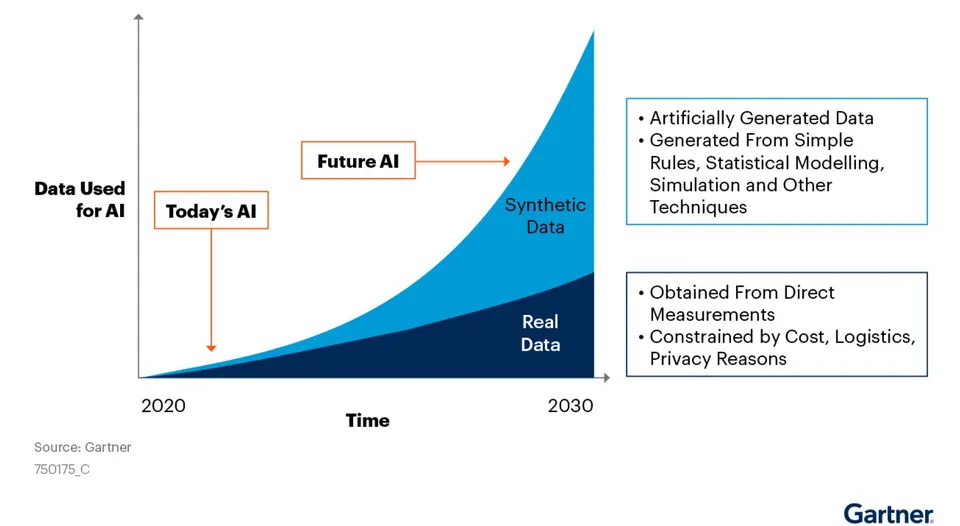 Data Used
for AI
Today's AI
Future AI
Synthetic
Data
Real
Data
• Artificially Generated Data
• Generated From Simple
Rules, Statistical Modelling,
Simulation and Other
Techniques
• Obtained From Direct
Measurements
• Constrained by Cost, Logistics,
Privacy Reasons
2020
Time
2030
Source: Gartner
750175_C
Gartner